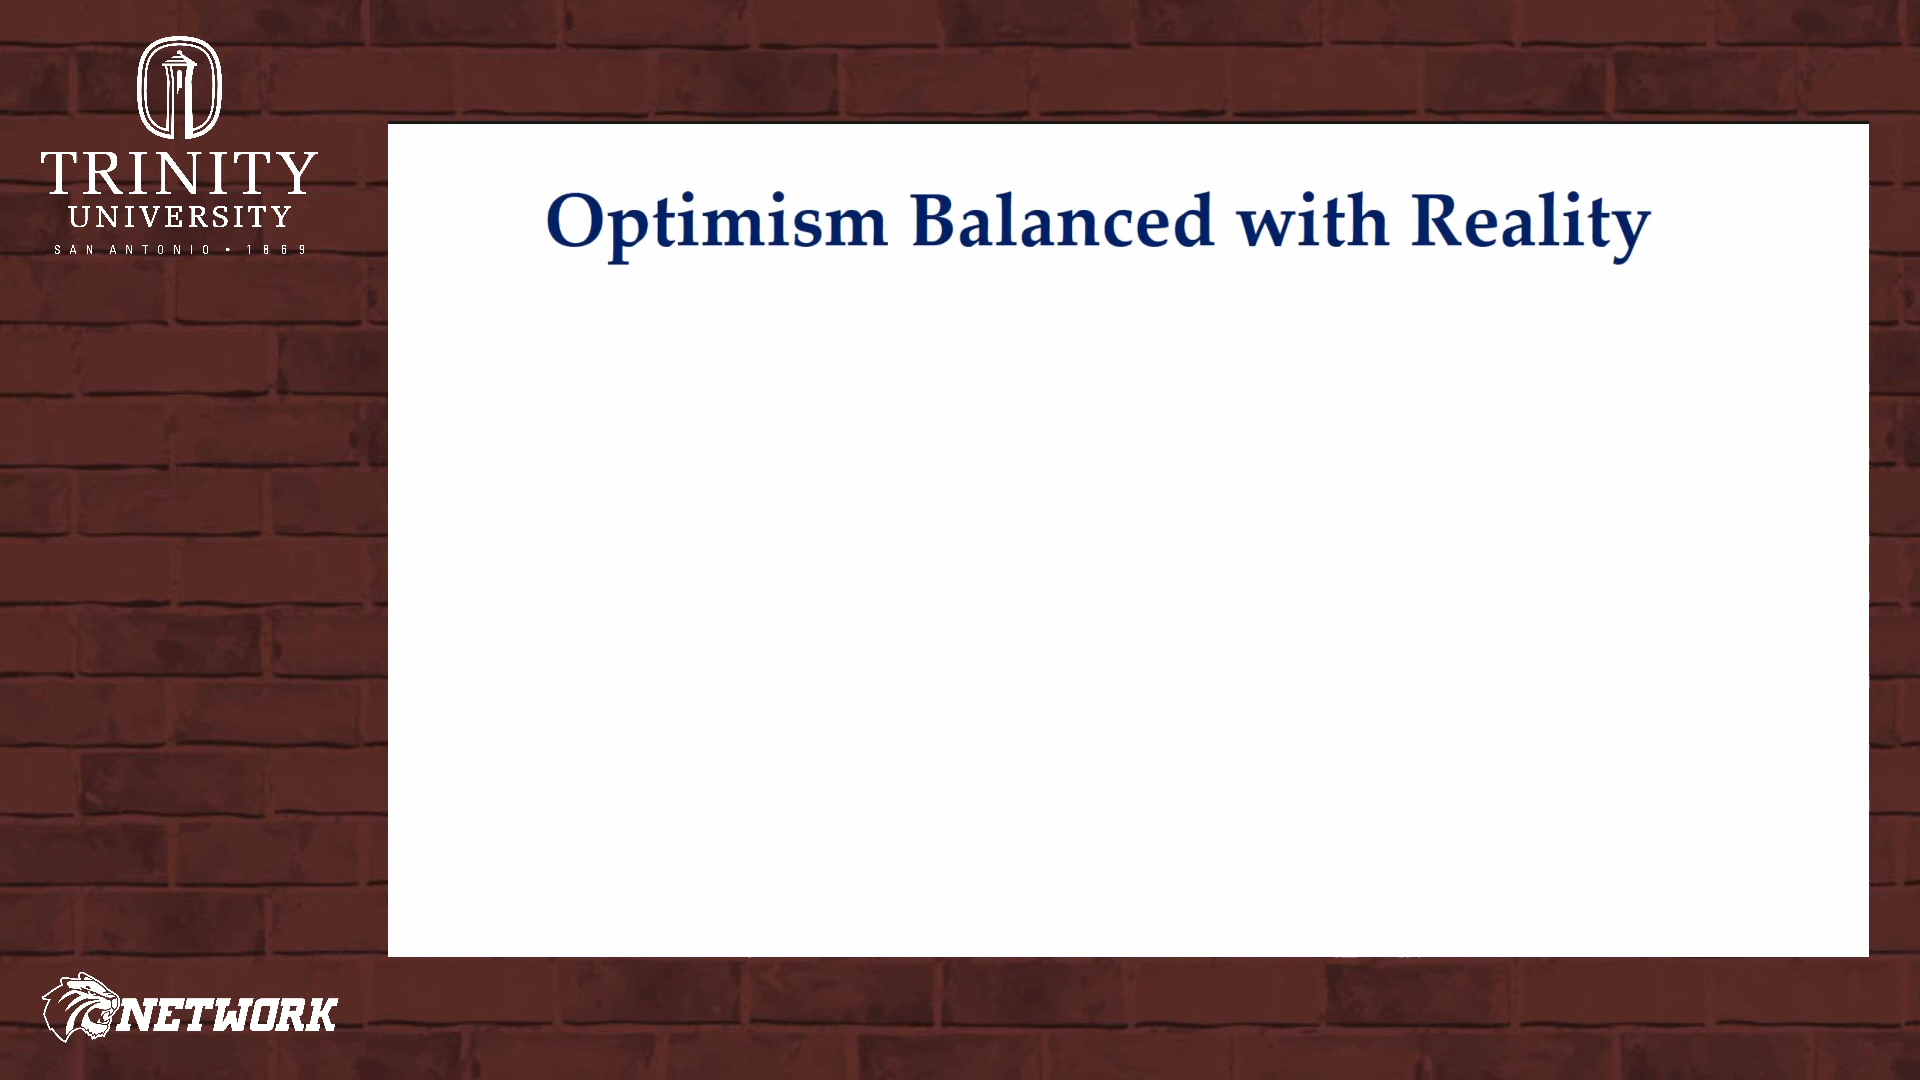 TRINITY
UNIVERSITY
SAN ANTONIO • 1869
Optimism Balanced with Reality
NETWORK